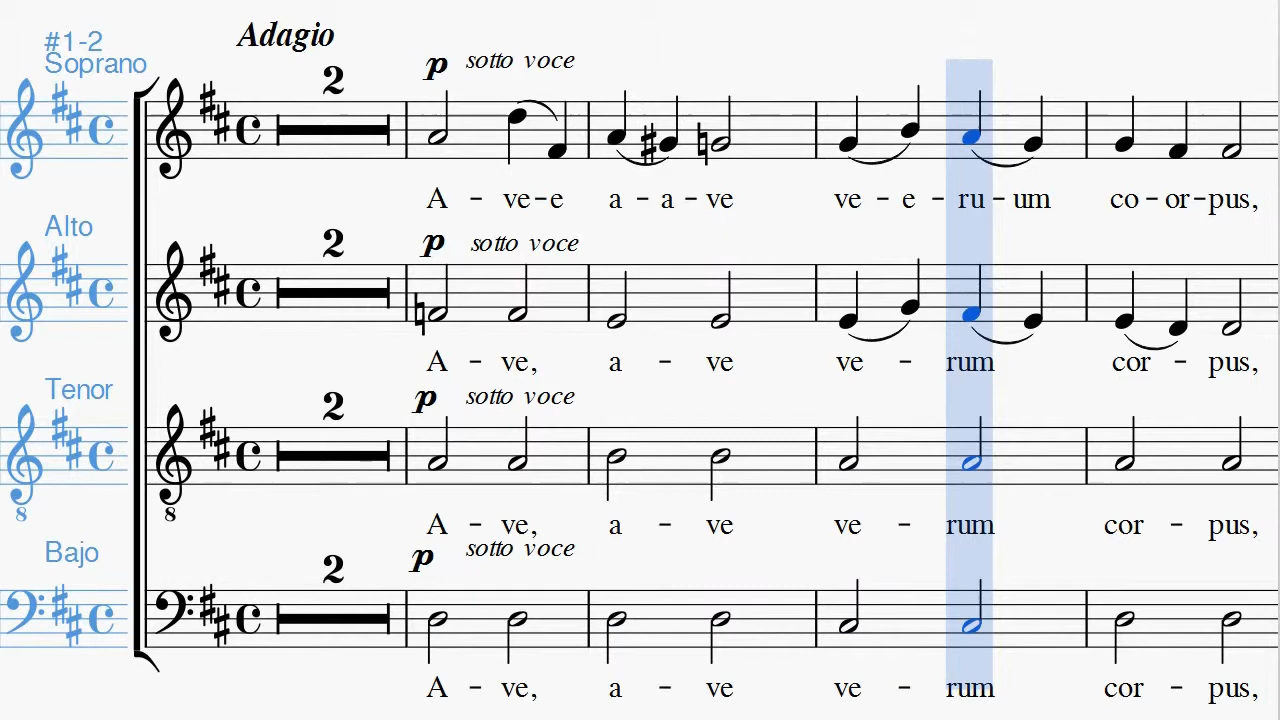 #1-2
Adagio
Soprano
2
p sotto voce
A - ve-e a-a-ve ve-e-ru-um co-or-pus,
Alto
2
p sotto voce
A - ve, a - ve ve - rum cor - pus,
Tenor
2
p sotto voce
8 8
A - ve, a - ve ve - rum cor - pus,
Bajo
2
p sotto voce
A - ve, a - ve ve - rum cor - pus,